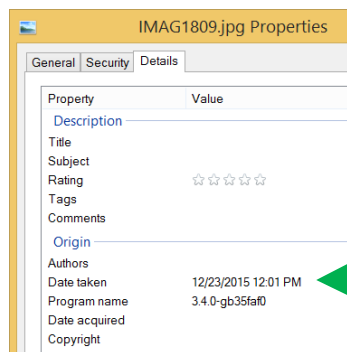 IMAG1809.jpg Properties
General Security Details
Property Value
Description
Title
Subject
Rating
Tags
Comments
Origin
Authors
Date taken 12/23/2015 12:01 PM
Program name 3.4.0-gb35faf0
Date acquired
Copyright